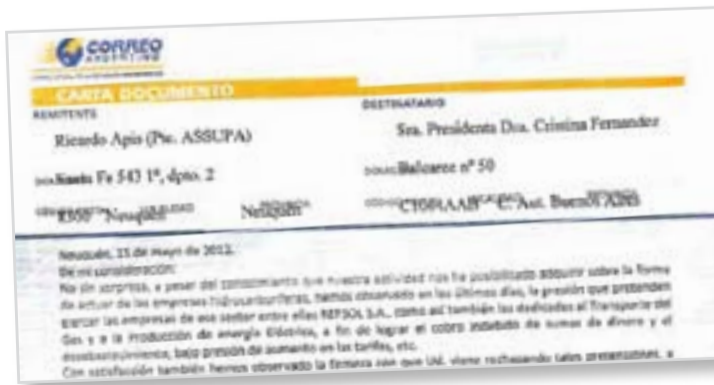 CORREO
ARGENTINO
CARTA DOCUMENTO
REMITENTE
DESTINATARIO
Ricardo Apis (Pte. ASSUPA)
Sra. Presidenta Dra. Cristina Fernandez
Santa Fe 543 1º, dpto. 2
Balcarce nº 50
8300 Neuquén Neuquén
C. Aut. Buenos Aires
Neuquén, 15 de mayo de 2012.
De mi consideración:
No sin sorpresa, a pesar del conocimiento que nuestra actividad nos ha posibilitado adquirir sobre la forma
de actuar de las empresas hidrocarburíferas, hemos observado en los últimos días, la presión que pretenden
ejercer las empresas de ese sector entre ellas REPSOL S.A., como así también las dedicadas al Transporte del
Gas y a la Producción de energía Eléctrica, a fin de lograr el cobro indebido de sumas de dinero y el
desabastecimiento, bajo presión de aumento en las tarifas, etc.
Con satisfacción también hemos observado la firmeza con que Ud. viene rechazando tales pretensiones, a